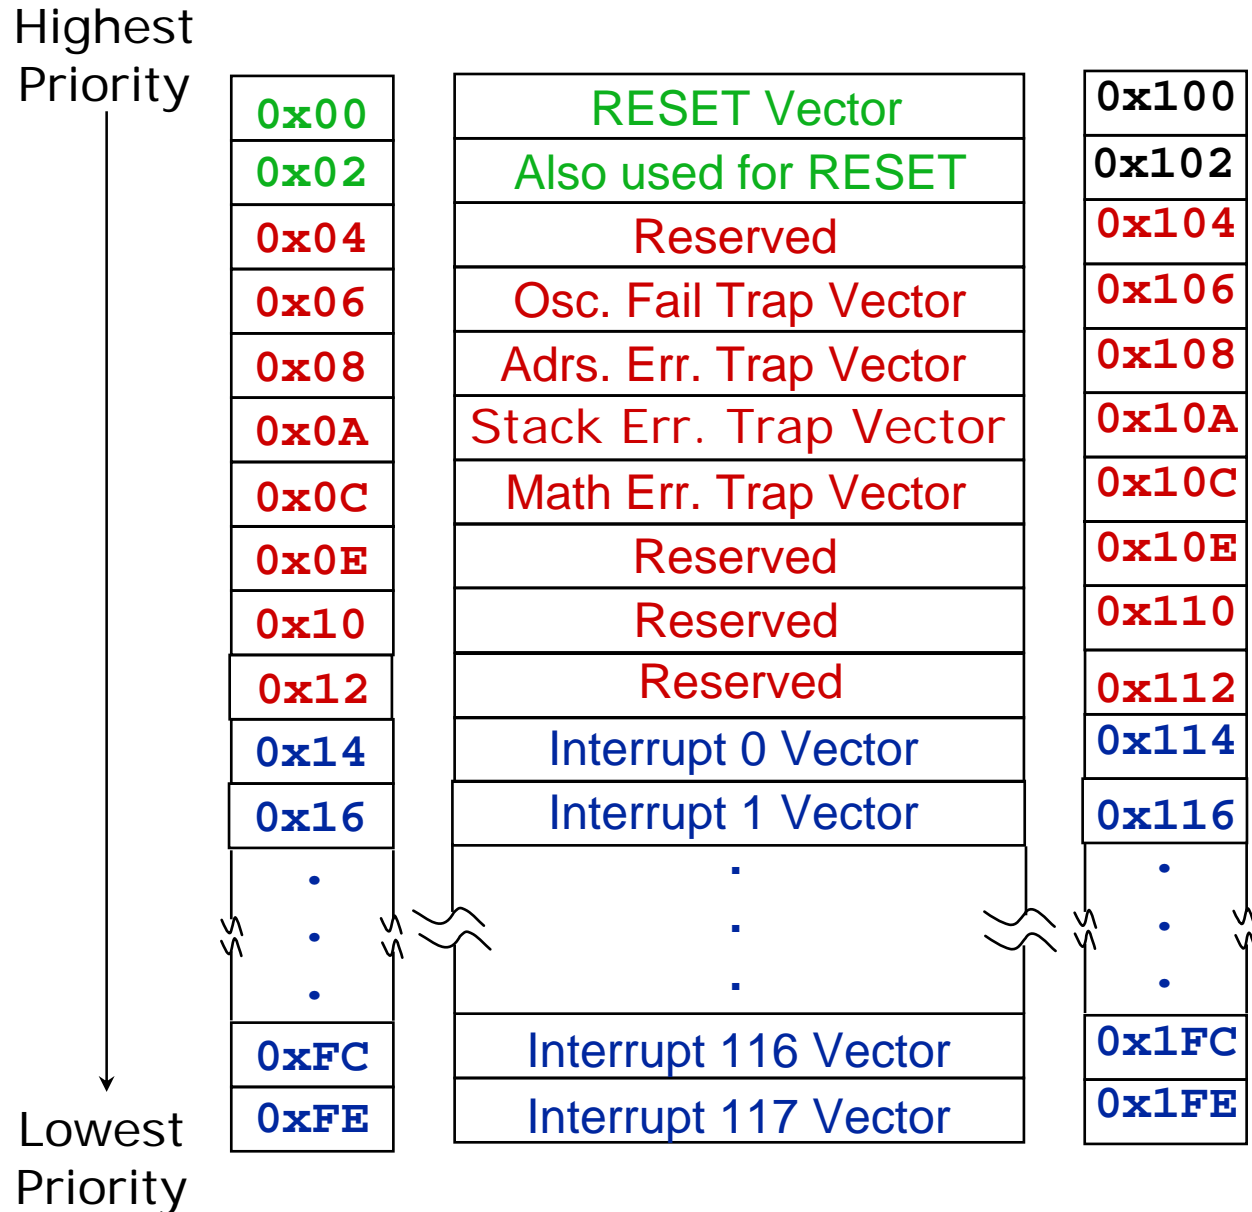 Highest
Priority
0x00 RESET Vector 0x100
0x02 Also used for RESET 0x102
0x04 Reserved 0x104
0x06 Osc. Fail Trap Vector 0x106
0x08 Adrs. Err. Trap Vector 0x108
0x0A Stack Err. Trap Vector 0x10A
0x0C Math Err. Trap Vector 0x10C
0x0E Reserved 0x10E
0x10 Reserved 0x110
0x12 Reserved 0x112
0x14 Interrupt 0 Vector 0x114
0x16 Interrupt 1 Vector 0x116
. . .
. . .
. . .
0xFC Interrupt 116 Vector 0x1FC
0xFE Interrupt 117 Vector 0x1FE
Lowest
Priority